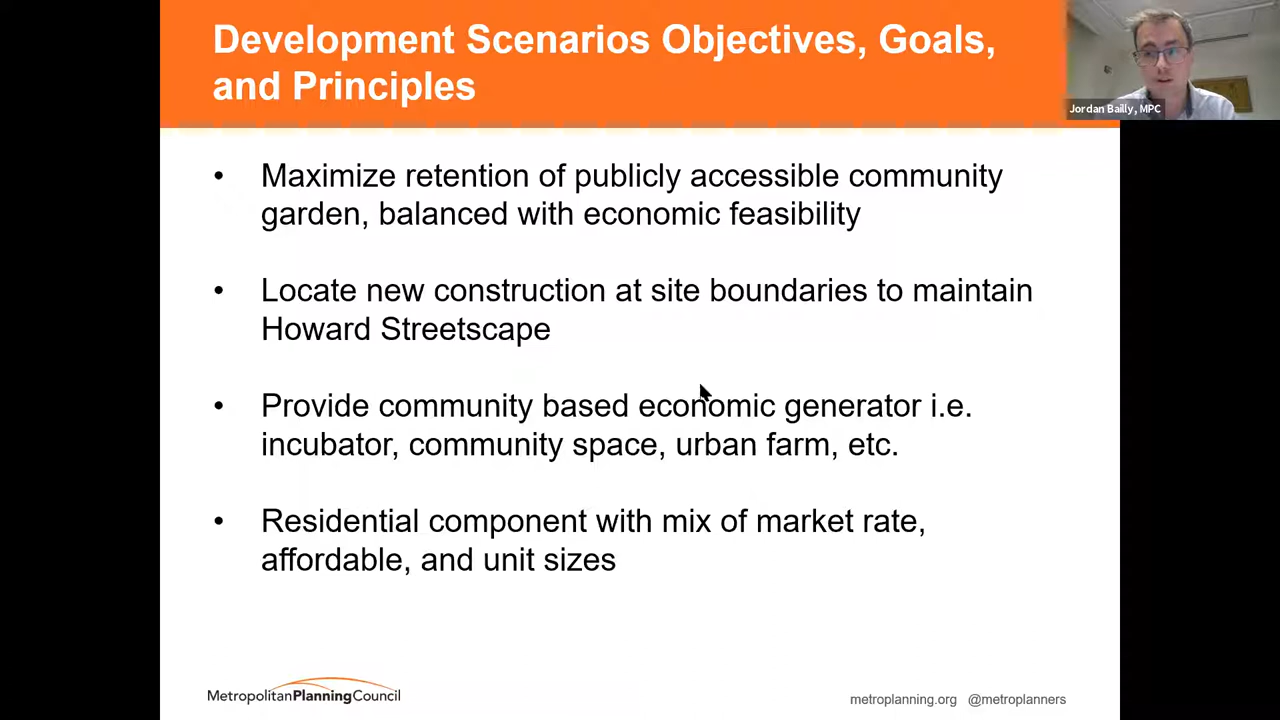 Development Scenarios Objectives, Goals,
and Principles
Jordan Bailly, MPC
• Maximize retention of publicly accessible community
garden, balanced with economic feasibility
• Locate new construction at site boundaries to maintain
Howard Streetscape
• Provide community based economic generator i.e.
incubator, community space, urban farm, etc.
• Residential component with mix of market rate,
affordable, and unit sizes
MetropolitanPlanningCouncil
metroplanning.org @metroplanners